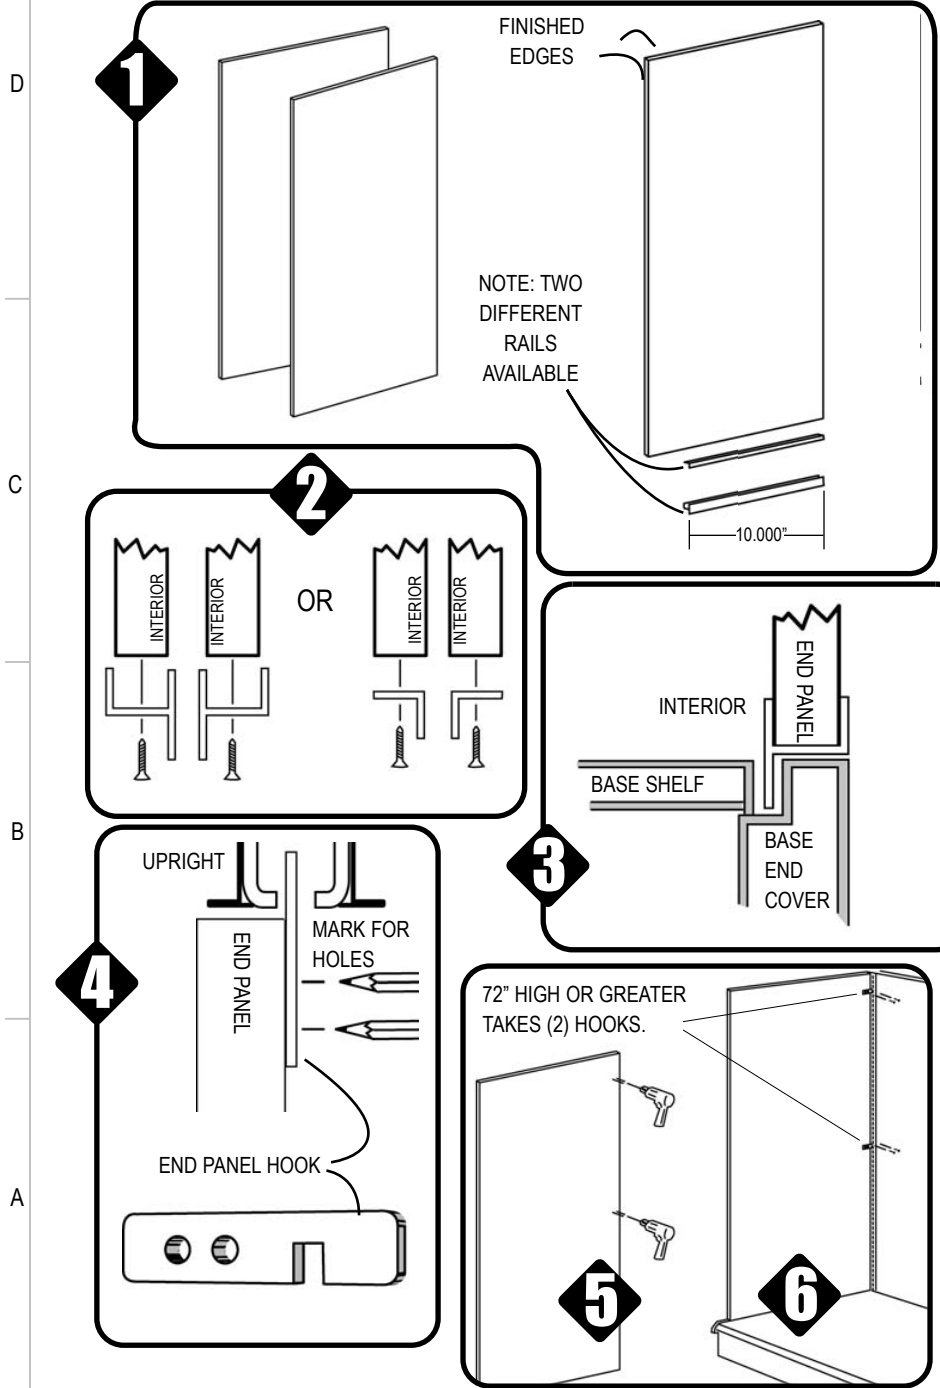 D
1
FINISHED
EDGES
NOTE: TWO
DIFFERENT
RAILS
AVAILABLE
10.000"
C
2
INTERIOR
INTERIOR
OR
INTERIOR
INTERIOR
3
END PANEL
INTERIOR
BASE SHELF
BASE
END
COVER
B
4
UPRIGHT
MARK FOR
HOLES
END PANEL
END PANEL HOOK
A
72" HIGH OR GREATER
TAKES (2) HOOKS.
5
6